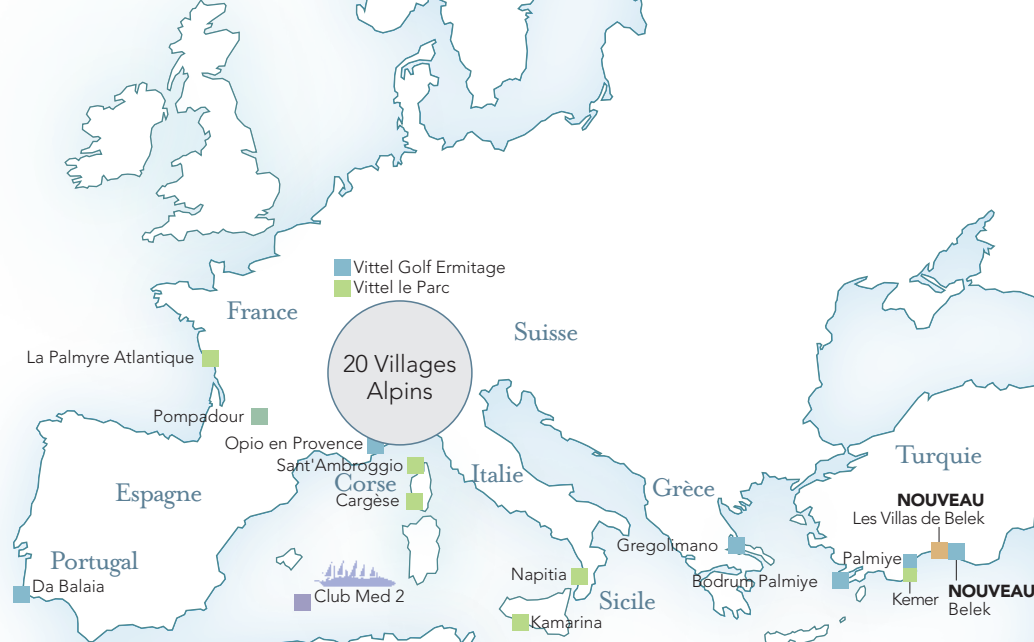 Vittel Golf Ermitage
Vittel le Parc
France
Suisse
La Palmyre Atlantique
20 Villages
Alpins
Pompadour
Opio en Provence
Sant'Ambroggio
Corse
Cargèse
Italie
Espagne
Grèce
Turquie
NOUVEAU
Les Villas de Belek
Gregolimano
Palmiye
Portugal
Da Balaia
Napitia
Bodrum Palmiye
Club Med 2
Sicile
Kemer
NOUVEAU
Belek
Kamarina